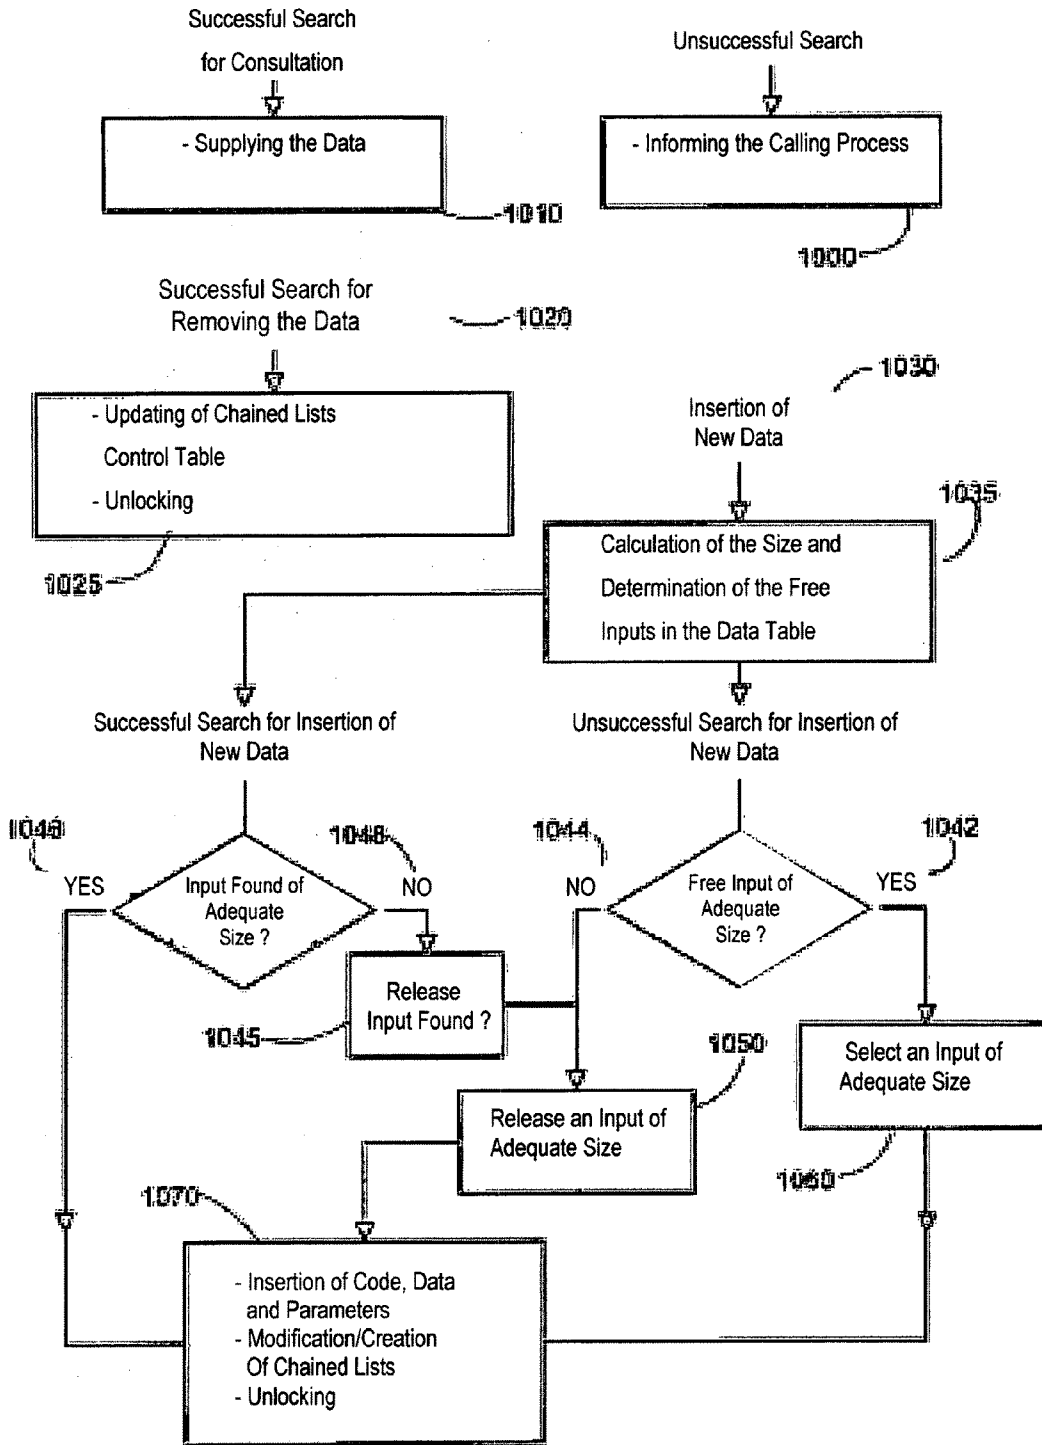 Successful Search
for Consultation
Unsuccessful Search
- Supplying the Data
- Informing the Calling Process
1010
1000
Successful Search for
Removing the Data
1020
1030
- Updating of Chained Lists
Control Table
- Unlocking
Insertion of
New Data
1035
1025
Calculation of the Size and
Determination of the Free
Inputs in the Data Table
Successful Search for Insertion of
New Data
Unsuccessful Search for Insertion of
New Data
1046
1048
1044
1042
YES
Input Found of
Adequate
Size ?
NO
NO
Free Input of
Adequate
Size ?
YES
Release
Input Found ?
1045
1050
Select an Input of
Adequate Size
Release an Input of
Adequate Size
1060
1070
- Insertion of Code, Data
and Parameters
- Modification/Creation
Of Chained Lists
- Unlocking